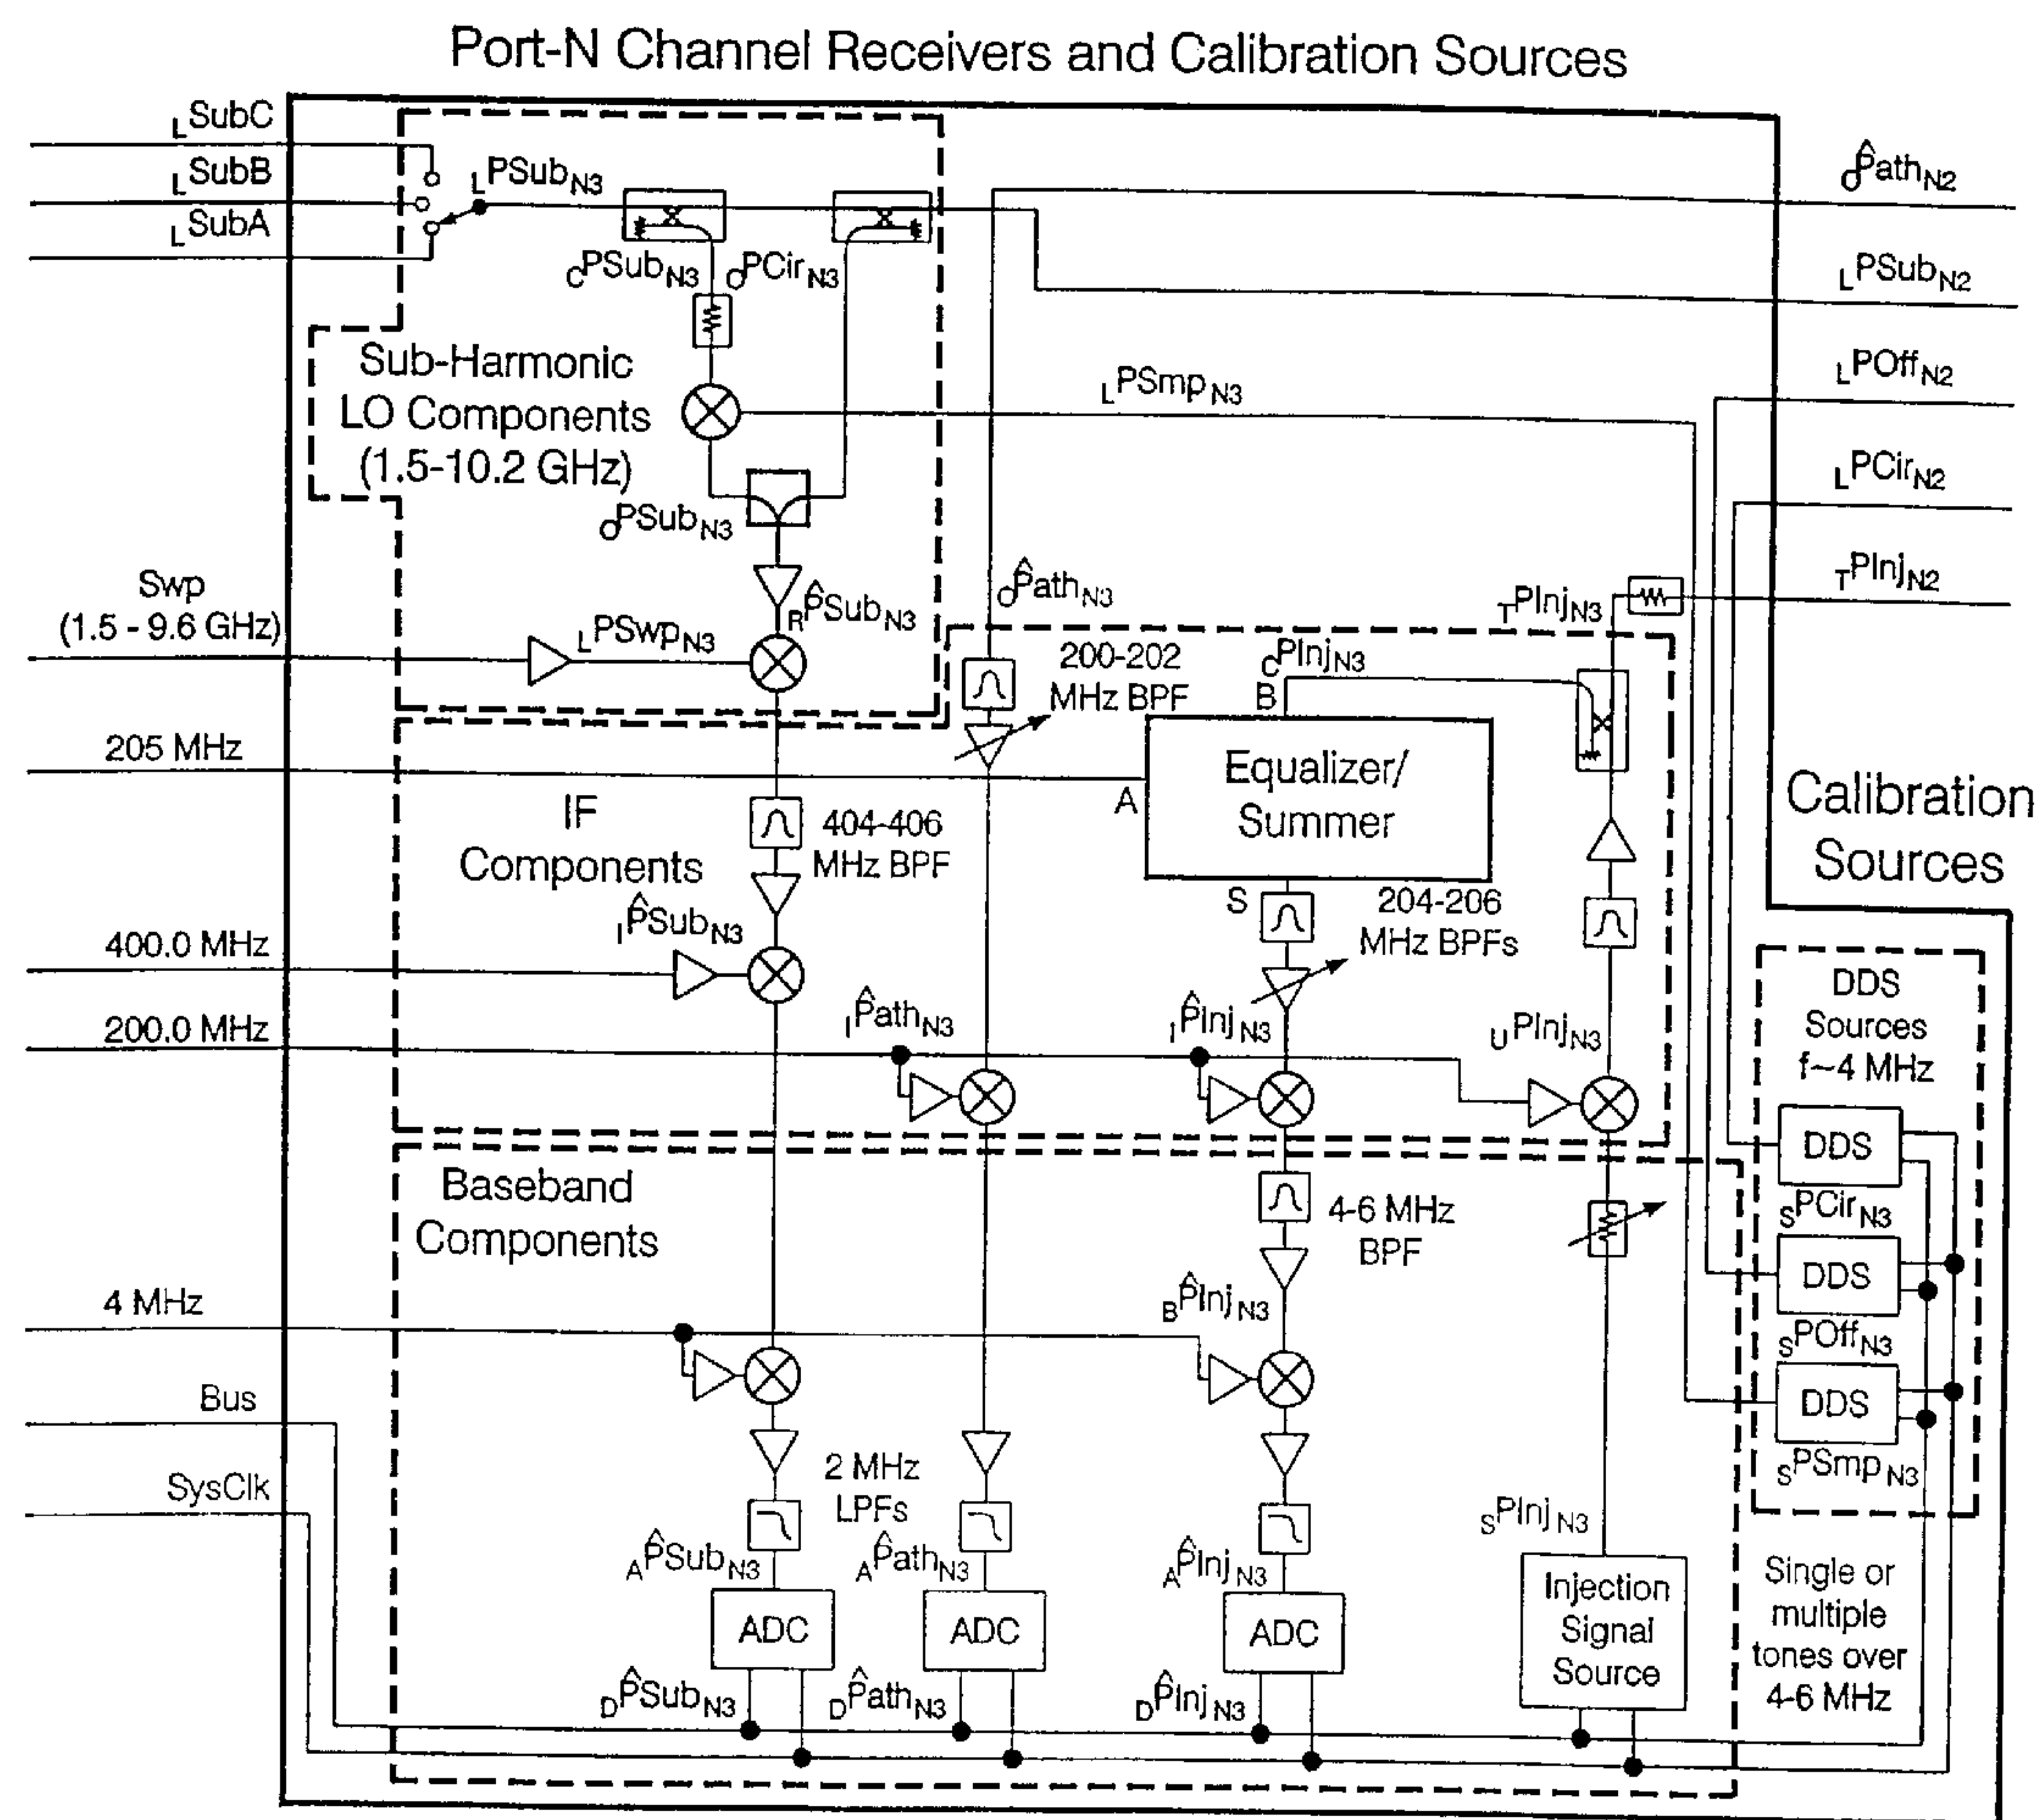 Port-N Channel Receivers and Calibration Sources
LSubC
LSubB
LSubA
LPSubN3
CPSubN3
OPCirN3
OP̂athN2
LPSubN2
LPOffN2
LPCirN2
TPInjN2
Sub-Harmonic
LO Components
(1.5-10.2 GHz)
LPSmpN3
OPSubN3
Swp
(1.5 - 9.6 GHz)
LPSwpN3
RP̂SubN3
OP̂athN3
TPInjN3
200-202
MHz BPF
CPInjN3
B
205 MHz
A
Equalizer/
Summer
S
IF
Components
404-406
MHz BPF
204-206
MHz BPFs
Calibration
Sources
IP̂SubN3
400.0 MHz
200.0 MHz
IP̂athN3
IP̂InjN3
UPInjN3
DDS
Sources
f~4 MHz
DDS
SPCirN3
DDS
SPOffN3
DDS
SPSmpN3
Baseband
Components
4-6 MHz
BPF
4 MHz
BP̂InjN3
Bus
SysClk
2 MHz
LPFs
AP̂SubN3
AP̂athN3
AP̂InjN3
SPInjN3
ADC
ADC
ADC
Injection
Signal
Source
Single or
multiple
tones over
4-6 MHz
DP̂SubN3
DP̂athN3
DP̂InjN3